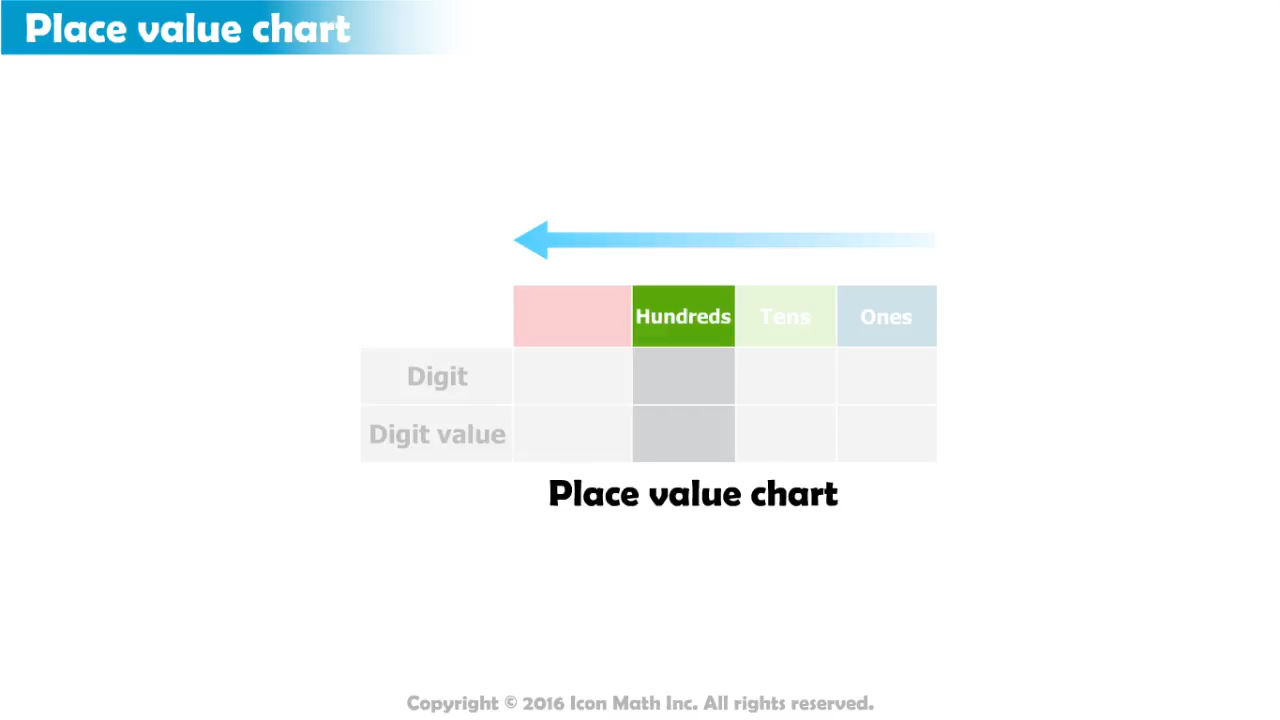 Place value chart
Hundreds Tens Ones
Digit
Digit value
Place value chart
Copyright © 2016 Icon Math Inc. All rights reserved.